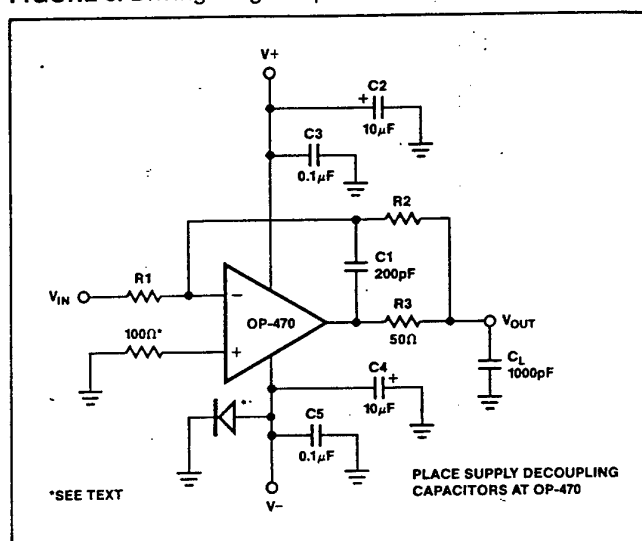 V+
C2
+
10μF
C3
0.1μF
R2
C1
200pF
R1
VIN
−
OP-470
R3
50Ω
VOUT
100Ω*
+
CL
1000pF
C4
+
10μF
*
C5
0.1μF
*SEE TEXT
V−
PLACE SUPPLY DECOUPLING
CAPACITORS AT OP-470